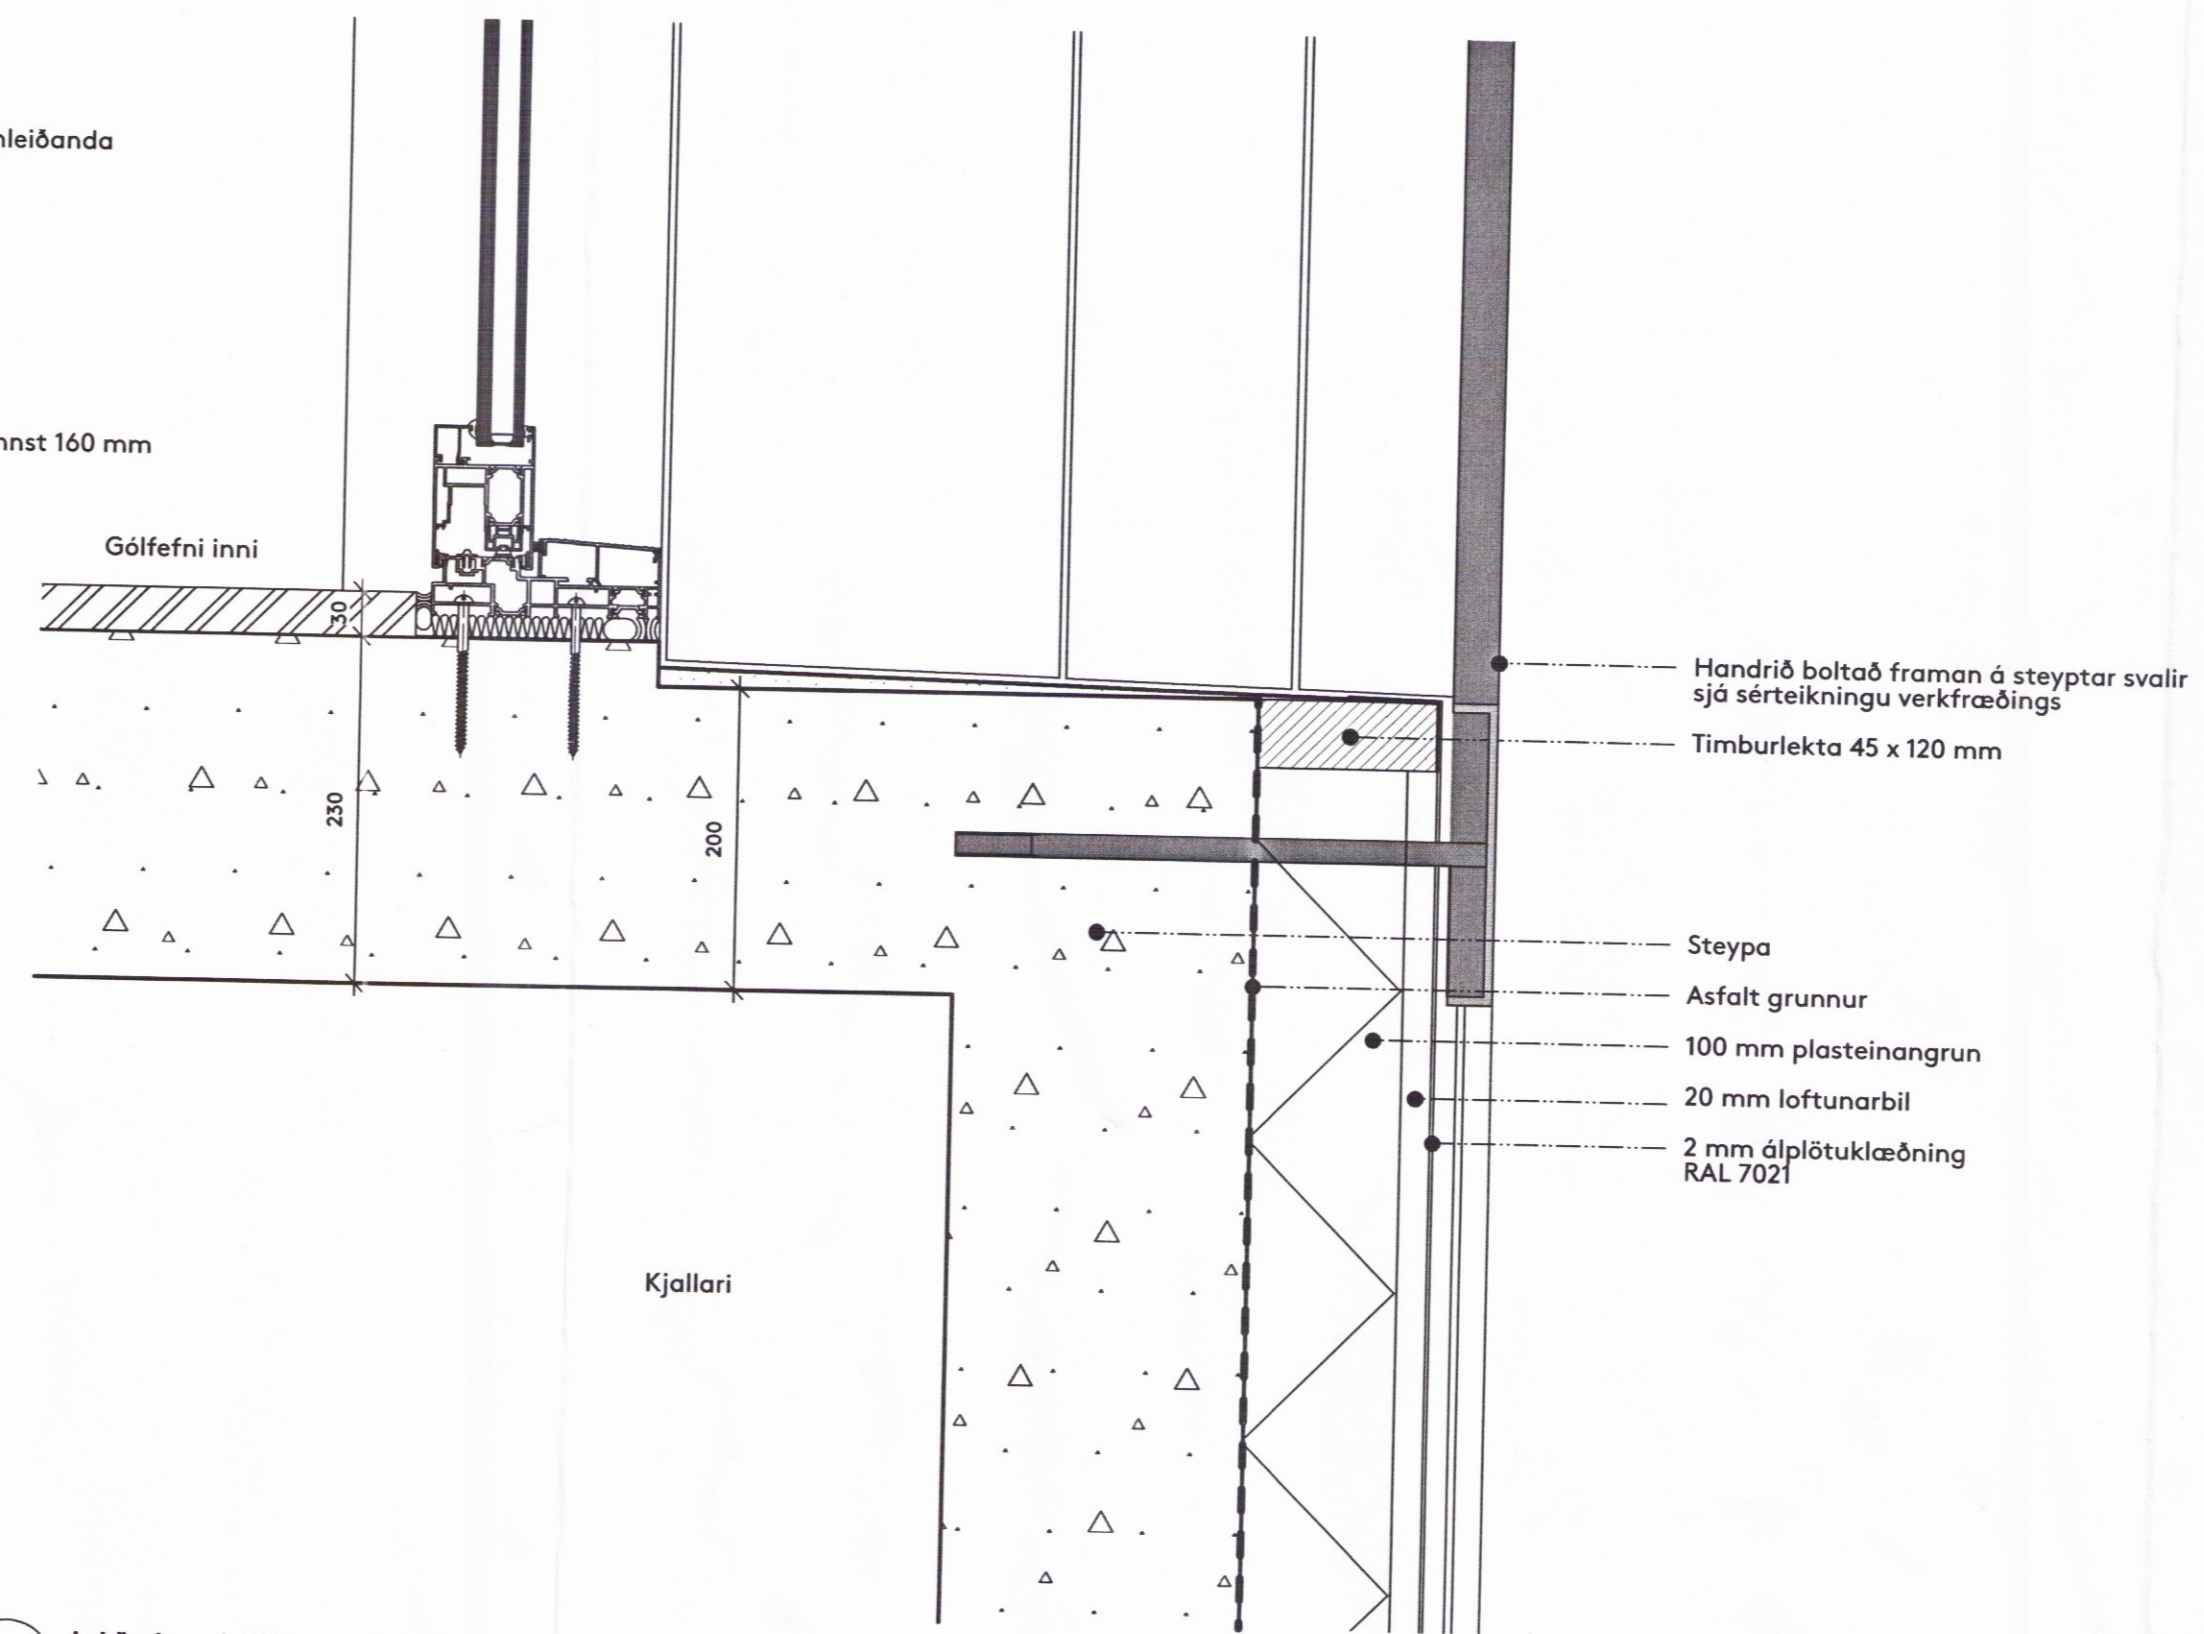 nleiðanda
nnst 160 mm
Gólfefni inni
30
230
200
Handrið boltað framan á steyptar svalir
sjá sérteikningu verkfræðings
Timburlekta 45 x 120 mm
Steypa
Asfalt grunnur
100 mm plasteinangrun
20 mm loftunarbil
2 mm álplötuklæðning
RAL 7021
Kjallari